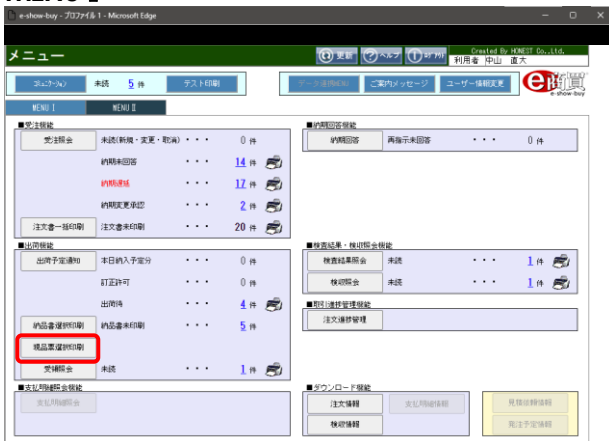 e-show-buy - プロファイル 1 - Microsoft Edge
メニュー
更新
ヘルプ
Created By HONEST Co.,Ltd.
利用者 中山 直大
コミュニケーション 未読 5 件 テスト印刷
ご案内メッセージ ユーザー情報変更
e商買
e-show-buy
MENU Ⅰ MENU Ⅱ
■受注機能
受注照会 未読(新規・変更・取消)・・・ 0 件
納期未回答 ・・・ 14 件
納期遅延 ・・・ 17 件
納期変更承認 ・・・ 2 件
注文書一括印刷 注文書未印刷 ・・・ 20 件
■納期回答機能
納期回答 再指示未回答 ・・・ 0 件
■出荷機能
出荷予定通知 本日納入予定分 ・・・ 0 件
訂正許可 ・・・ 0 件
出荷待 ・・・ 4 件
納品書選択印刷 納品書未印刷 ・・・ 5 件
現品票選択印刷
受領照会 未読 ・・・ 1 件
■検査結果・検収照会機能
検査結果照会 未読 ・・・ 1 件
検収照会 未読 ・・・ 1 件
■取引進捗管理機能
注文進捗管理
■支払明細照会機能
支払明細照会
■ダウンロード機能
注文情報 支払明細情報 見積依頼情報
検収情報 発注予定情報